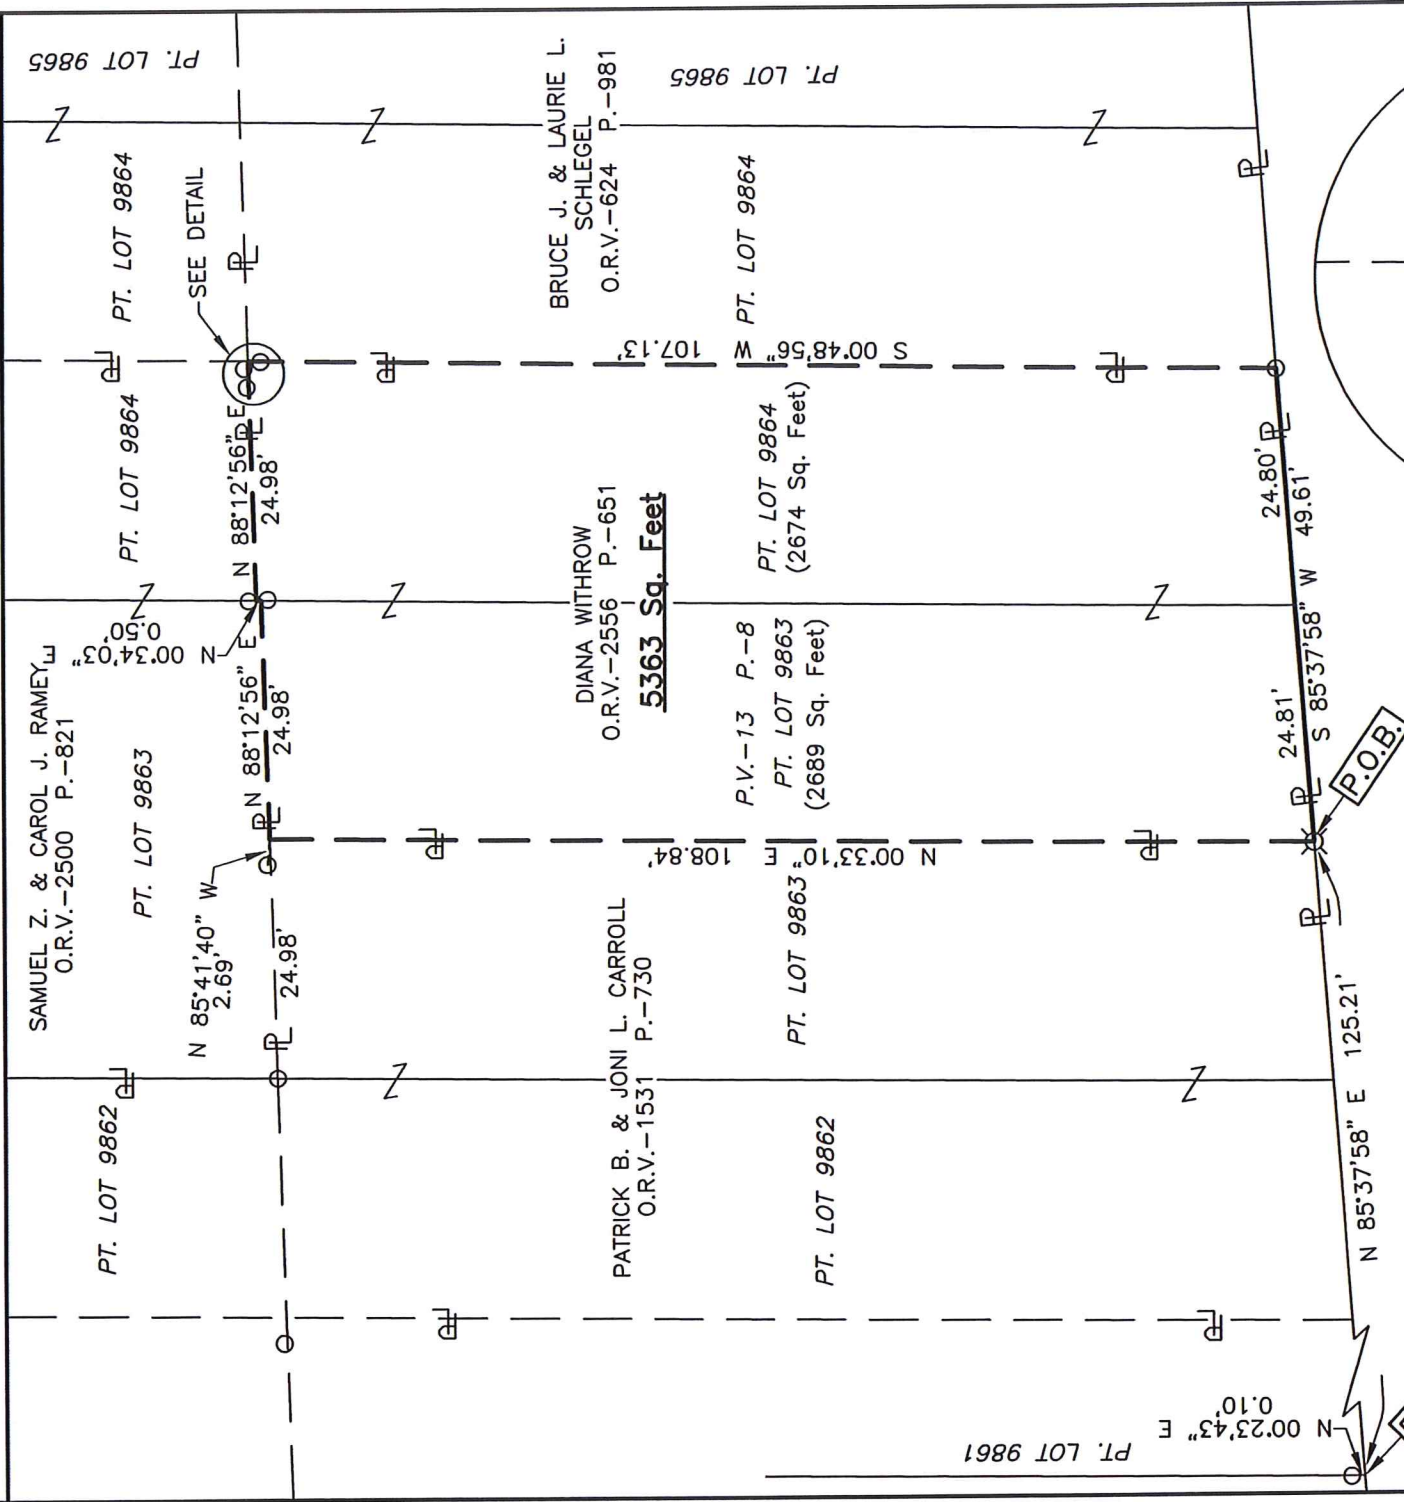 PT. LOT 9865
PT. LOT 9864
SEE DETAIL
PT. LOT 9864
N 88°12'56" E
24.98'
PL
N 00°34'03" E
0.50'
SAMUEL Z. & CAROL J. RAMEY
O.R.V.-2500 P.-821
PT. LOT 9863
N 88°12'56" E
24.98'
N 85°41'40" W
2.69'
24.98'
PL
PT. LOT 9862
BRUCE J. & LAURIE L.
SCHLEGEL
O.R.V.-624 P.-981
PT. LOT 9865
PT. LOT 9864
S 00°48'56" W 107.13'
DIANA WITHROW
O.R.V.-2556 P.-651
5363 Sq. Feet
PT. LOT 9864
(2674 Sq. Feet)
P.V.-13 P.-8
PT. LOT 9863
(2689 Sq. Feet)
N 00°33'10" E 108.84'
PATRICK B. & JONI L. CARROLL
O.R.V.-1531 P.-730
PT. LOT 9863
PT. LOT 9862
24.80'
24.81'
S 85°37'58" W 49.61'
P.O.B.
N 85°37'58" E 125.21'
N 00°23'43" E
0.10'
PT. LOT 9861